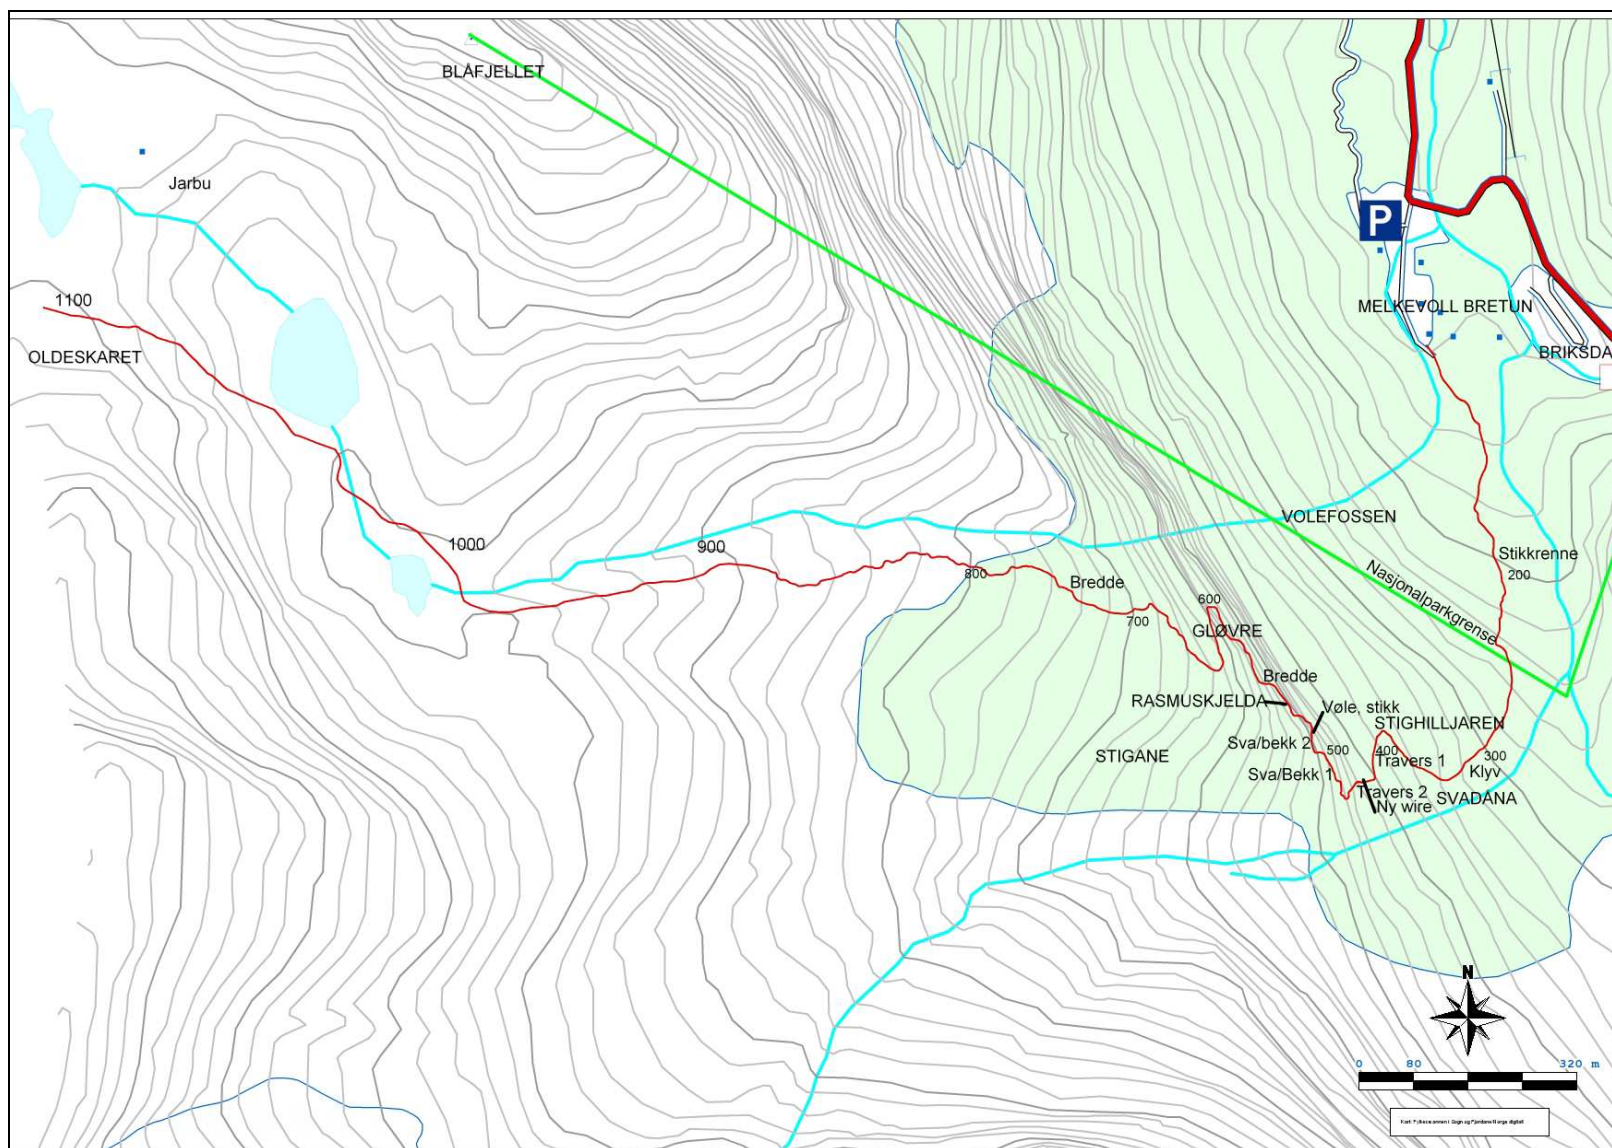 BLÅFJELLET
Jarbu
P
1100
MELKEVOLL BRETUN
OLDESKARET
BRIKSDA
VOLEFOSSEN
1000
900
Stikkrenne
800
Bredde
Nasjonalparkgrense
200
600
700
GLØVRE
Bredde
RASMUSKJELDA
Vøle, stikk
STIGHILLJAREN
Sva/bekk 2
500
400
STIGANE
Travers 1
300
Sva/Bekk 1
Klyv
Travers 2
SVADANA
Ny wire
N
0 80 320 m